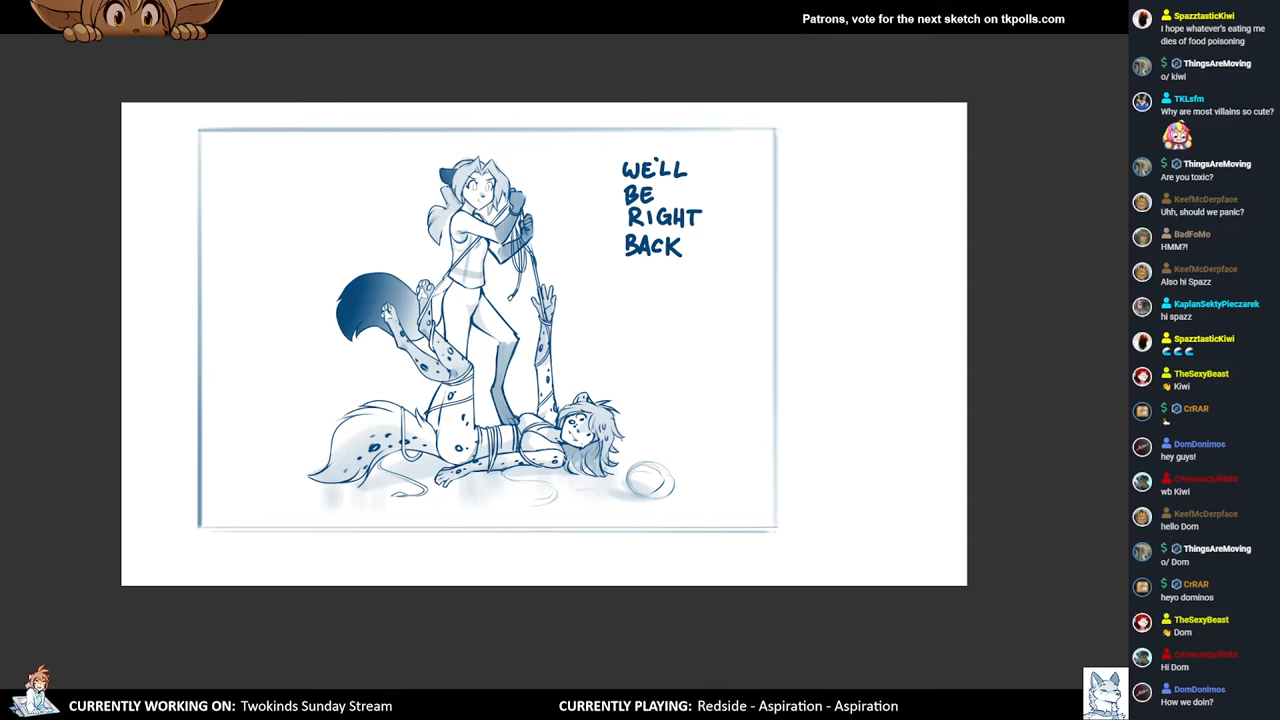 Patrons, vote for the next sketch on tkpolls.com
WE'LL
BE
RIGHT
BACK
SpazztasticKiwi
I hope whatever's eating me
dies of food poisoning
$ ThingsAreMoving
o/ kiwi
TKLsfm
Why are most villains so cute?
$ ThingsAreMoving
Are you toxic?
KeefMcDerpface
Uhh, should we panic?
BadFoMo
HMM?!
KeefMcDerpface
Also hi Spazz
KaplanSektyPieczarek
hi spazz
SpazztasticKiwi
TheSexyBeast
Kiwi
$ CrRAR
DomDonimos
hey guys!
wb Kiwi
KeefMcDerpface
hello Dom
$ ThingsAreMoving
o/ Dom
$ CrRAR
heyo dominos
TheSexyBeast
Dom
Hi Dom
DomDonimos
How we doin?
CURRENTLY WORKING ON: Twokinds Sunday Stream
CURRENTLY PLAYING: Redside - Aspiration - Aspiration